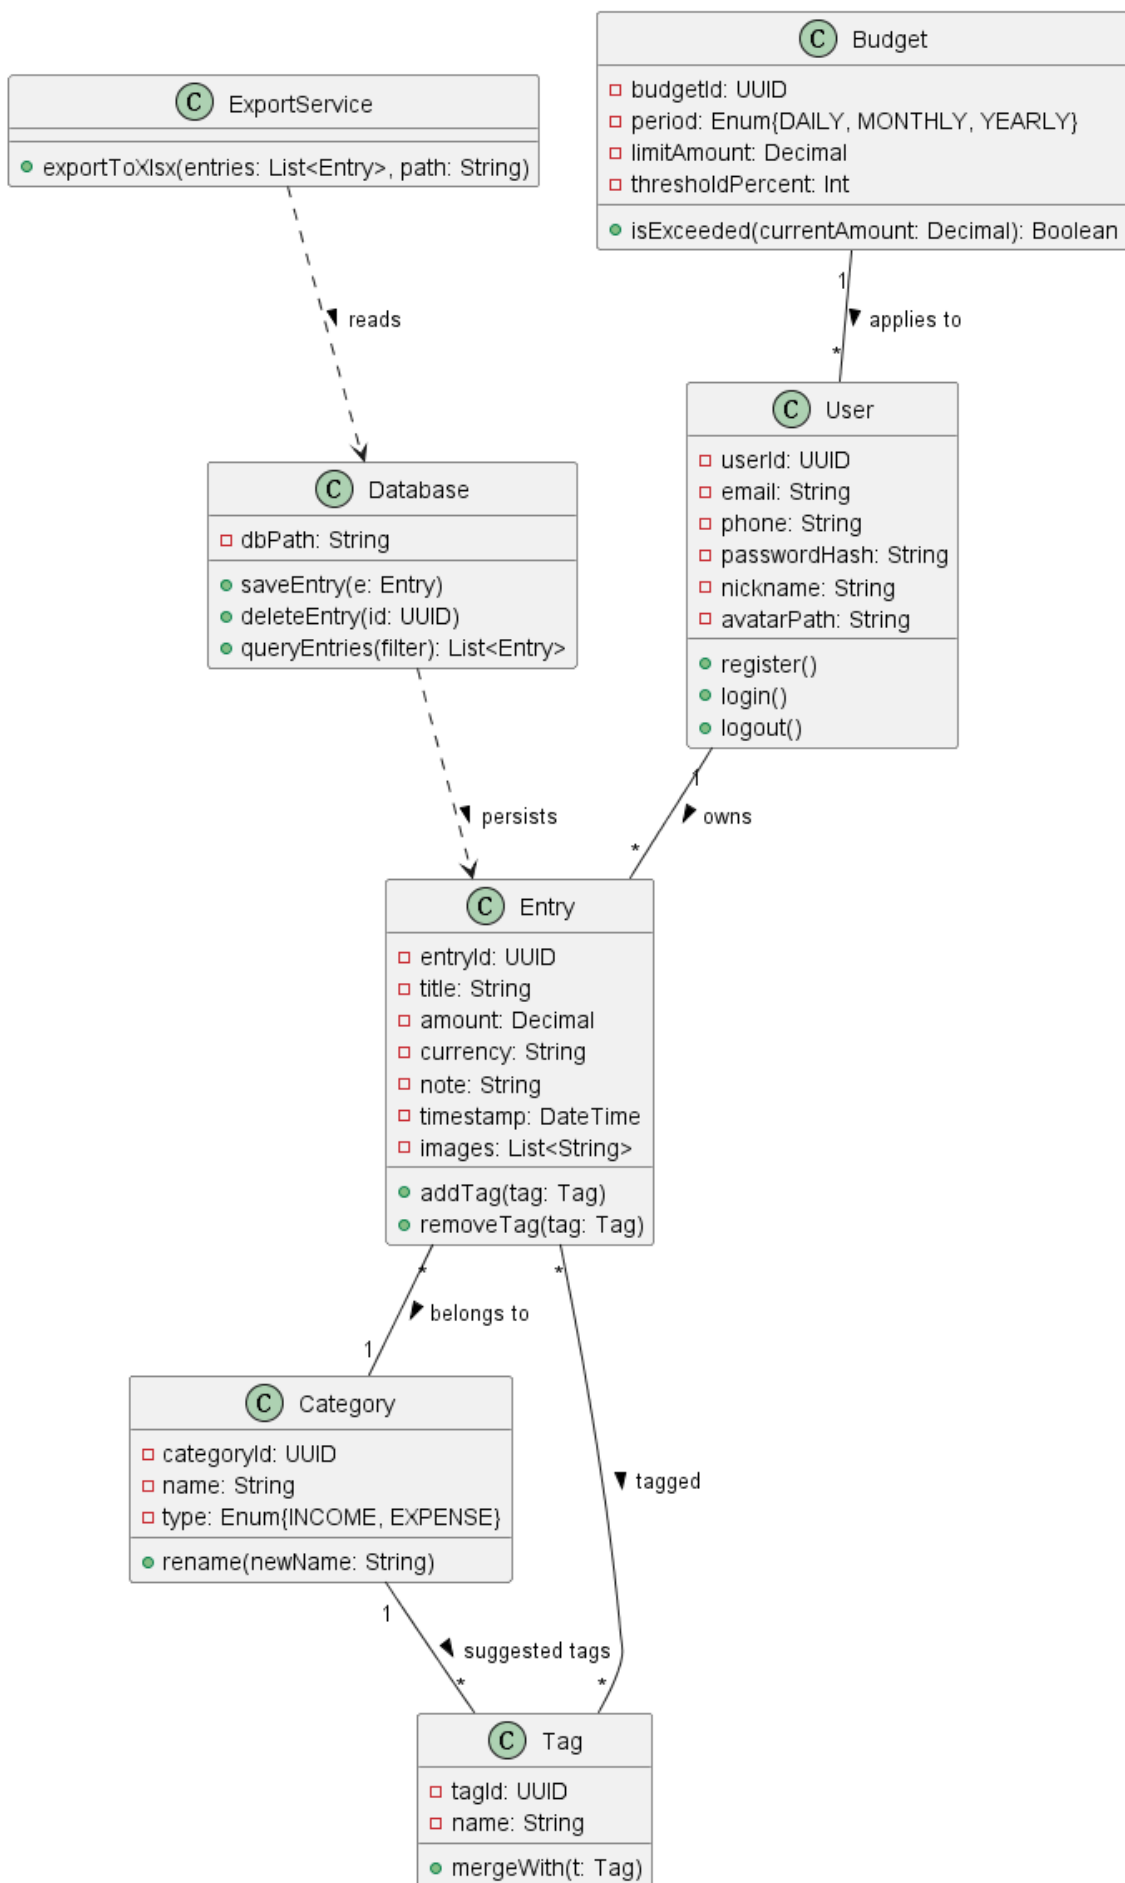 C Budget
budgetId: UUID
period: Enum{DAILY, MONTHLY, YEARLY}
limitAmount: Decimal
thresholdPercent: Int
isExceeded(currentAmount: Decimal): Boolean
C ExportService
exportToXlsx(entries: List<Entry>, path: String)
reads
1
applies to
*
C User
userId: UUID
email: String
phone: String
passwordHash: String
nickname: String
avatarPath: String
register()
login()
logout()
C Database
dbPath: String
saveEntry(e: Entry)
deleteEntry(id: UUID)
queryEntries(filter): List<Entry>
persists
1
owns
*
C Entry
entryId: UUID
title: String
amount: Decimal
currency: String
note: String
timestamp: DateTime
images: List<String>
addTag(tag: Tag)
removeTag(tag: Tag)
*
belongs to
1
*
tagged
*
C Category
categoryId: UUID
name: String
type: Enum{INCOME, EXPENSE}
rename(newName: String)
1
suggested tags
*
C Tag
tagId: UUID
name: String
mergeWith(t: Tag)